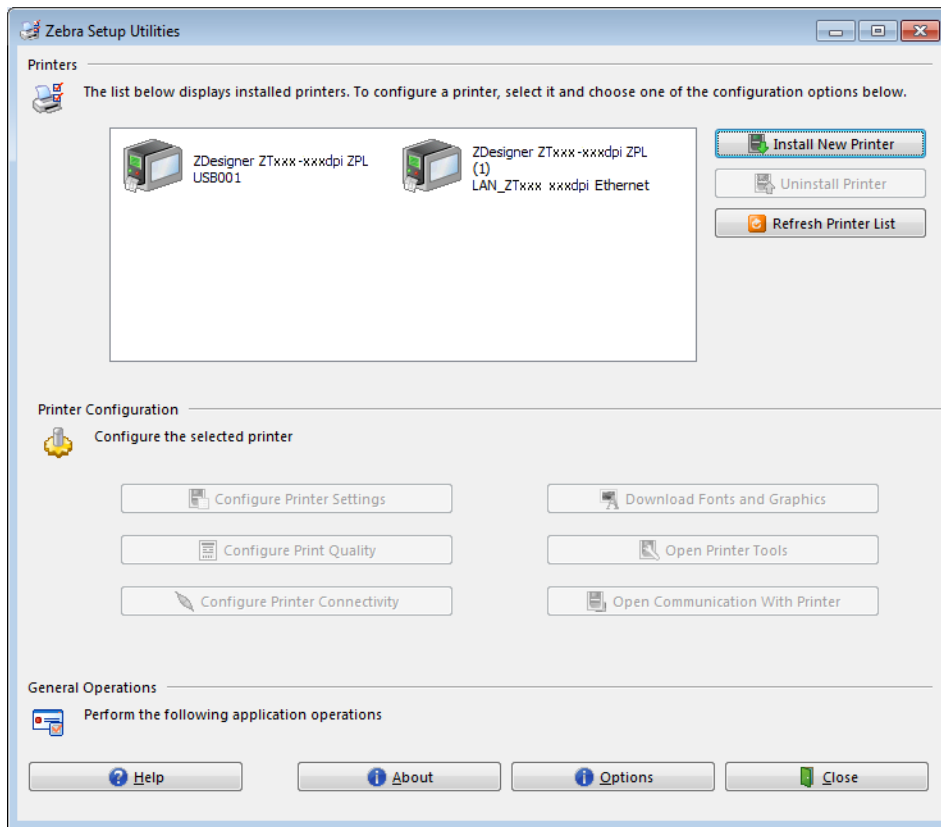 Zebra Setup Utilities
Printers
The list below displays installed printers. To configure a printer, select it and choose one of the configuration options below.
ZDesigner ZTxxx-xxxdpi ZPL
USB001
ZDesigner ZTxxx-xxxdpi ZPL
(1)
LAN_ZTxxx xxxdpi Ethernet
Install New Printer
Uninstall Printer
Refresh Printer List
Printer Configuration
Configure the selected printer
Configure Printer Settings
Download Fonts and Graphics
Configure Print Quality
Open Printer Tools
Configure Printer Connectivity
Open Communication With Printer
General Operations
Perform the following application operations
Help
About
Options
Close